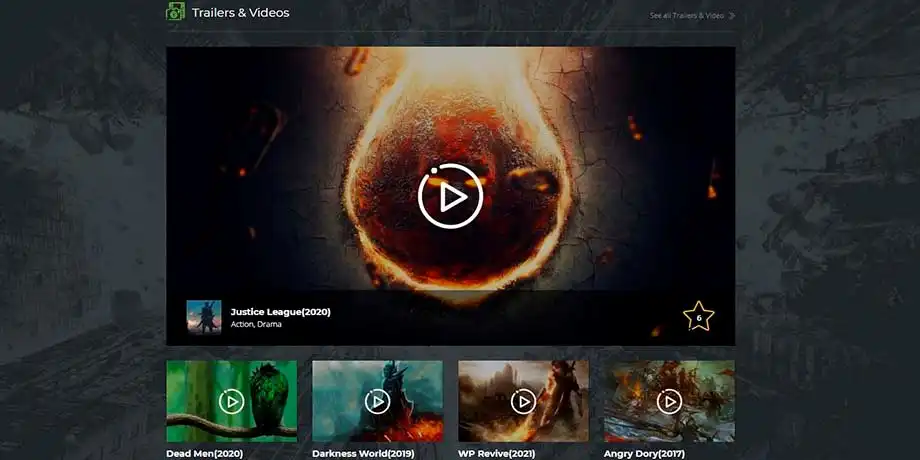 Trailers & Videos
See all Trailers & Video
Justice League(2020)
Action, Drama
6
Dead Men(2020)
Darkness World(2019)
WP Revive(2021)
Angry Dory(2017)